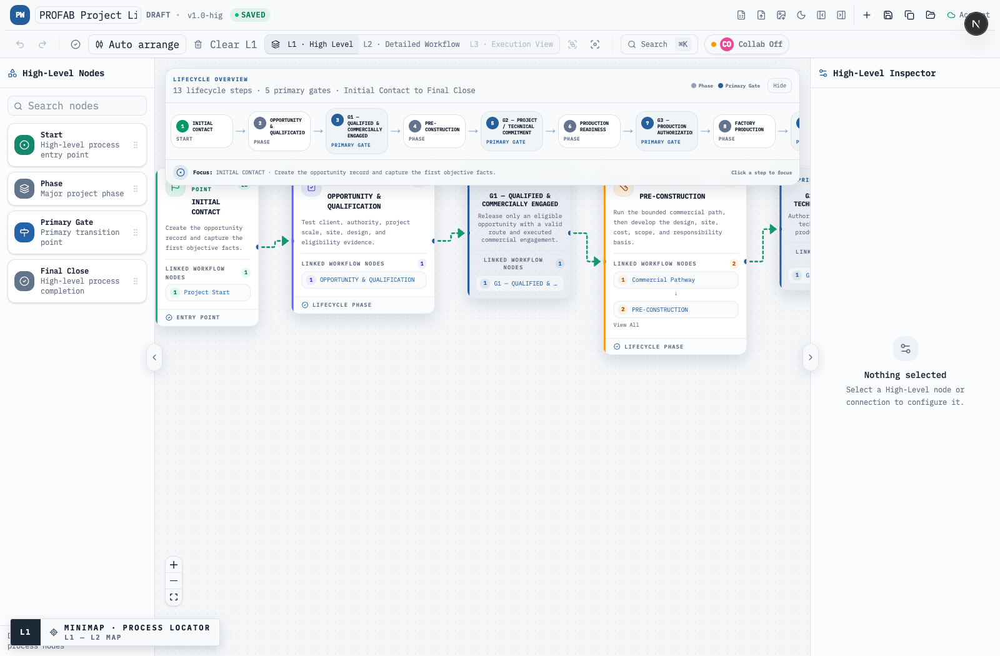 PW
PROFAB Project Li
DRAFT
v1.0-hig
SAVED
N
Auto arrange
Clear L1
L1 · High Level
L2 · Detailed Workflow
L3 · Execution View
Search
⌘K
CO
Collab Off
High-Level Nodes
Search nodes
Start
High-level process
entry point
Phase
Major project phase
Primary Gate
Primary transition
point
Final Close
High-level process
completion
LIFECYCLE OVERVIEW
13 lifecycle steps · 5 primary gates · Initial Contact to Final Close
Phase
Primary Gate
Hide
1
INITIAL
CONTACT
START
2
OPPORTUNITY
&
QUALIFICATIO
PHASE
3
G1 —
QUALIFIED &
COMMERCIALLY
ENGAGED
PRIMARY GATE
4
PRE-
CONSTRUCTION
PHASE
5
G2 — PROJECT
/ TECHNICAL
COMMITMENT
PRIMARY GATE
6
PRODUCTION
READINESS
PHASE
7
G3 —
PRODUCTION
AUTHORIZATIO
PRIMARY GATE
8
FACTORY
PRODUCTION
PHASE
Focus: INITIAL CONTACT · Create the opportunity record and capture the first objective facts.
Click a step to focus
POINT
INITIAL
CONTACT
Create the opportunity
record and capture the
first objective facts.
LINKED WORKFLOW
NODES
1
1 Project Start
ENTRY POINT
OPPORTUNITY &
QUALIFICATION
Test client, authority, project
scale, site, design, and
eligibility evidence.
LINKED WORKFLOW NODES
1
1 OPPORTUNITY & QUALIFICATION
LIFECYCLE PHASE
G1 — QUALIFIED &
COMMERCIALLY ENGAGED
Release only an eligible
opportunity with a valid
route and executed
commercial engagement.
LINKED WORKFLOW
NODES
1
1 G1 — QUALIFIED & …
PRE-CONSTRUCTION
Run the bounded commercial path,
then develop the design, site,
cost, scope, and responsibility
basis.
LINKED WORKFLOW NODES
2
1 Commercial Pathway
↓
2 PRE-CONSTRUCTION
View All
LIFECYCLE PHASE
PRI
G2
TECH
Author
tech
prod
LINK
1 G
High-Level Inspector
Nothing selected
Select a High-Level node or
connection to configure it.
L1
MINIMAP · PROCESS LOCATOR
L1 — L2 MAP
process nodes